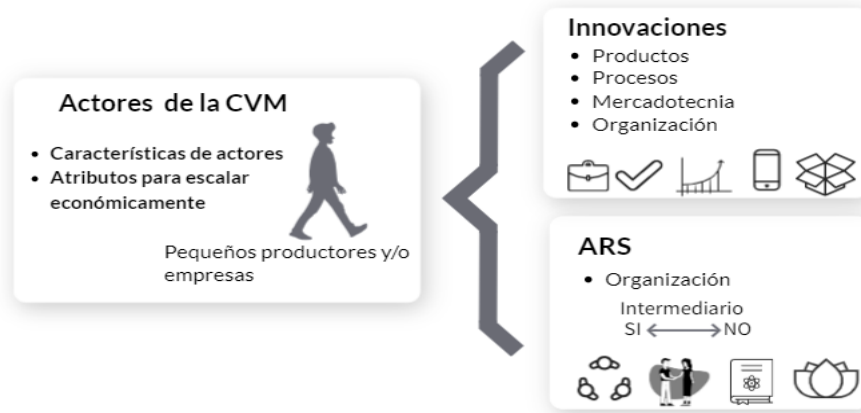 Actores de la CVM
• Características de actores
• Atributos para escalar
económicamente
Pequeños productores y/o
empresas
Innovaciones
• Productos
• Procesos
• Mercadotecnia
• Organización
ARS
• Organización
Intermediario
SI NO